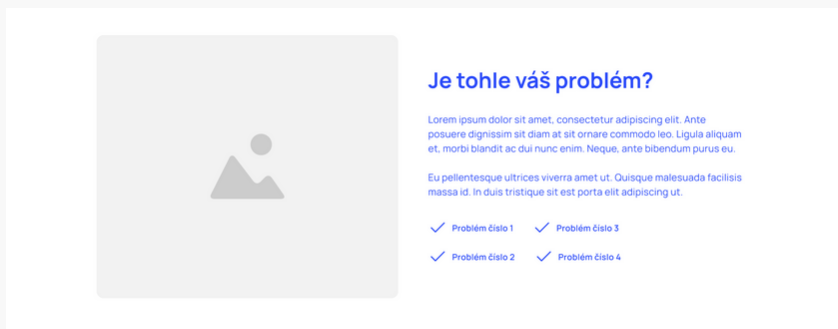 Je tohle váš problém?
Lorem ipsum dolor sit amet, consectetur adipiscing elit. Ante
posuere dignissim sit diam at sit ornare commodo leo. Ligula aliquam
et, morbi blandit ac dui nunc enim. Neque, ante bibendum purus eu.
Eu pellentesque ultrices viverra amet ut. Quisque malesuada facilisis
massa id. In duis tristique sit est porta elit adipiscing ut.
Problém číslo 1
Problém číslo 3
Problém číslo 2
Problém číslo 4